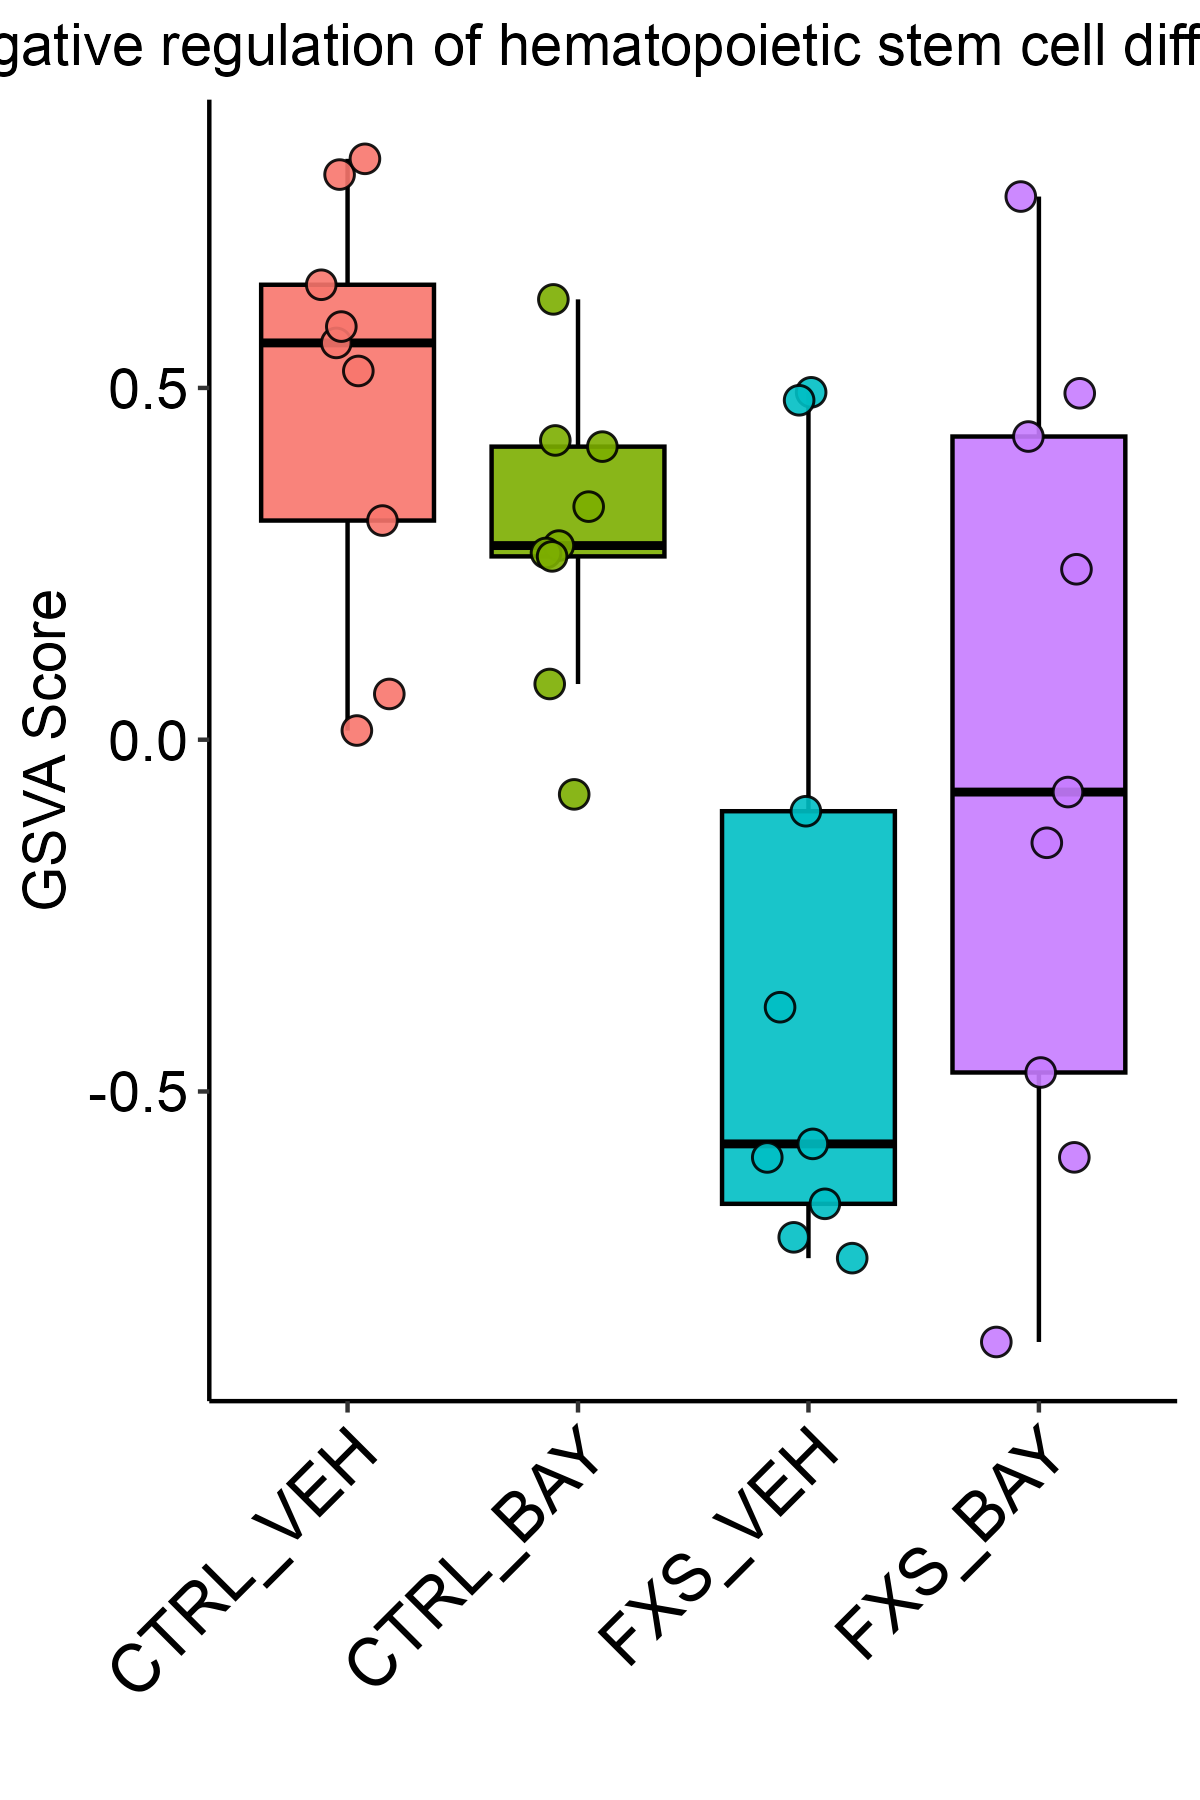 gative regulation of hematopoietic stem cell diff
GSVA Score
0.5
0.0
-0.5
CTRL_VEH
CTRL_BAY
FXS_VEH
FXS_BAY